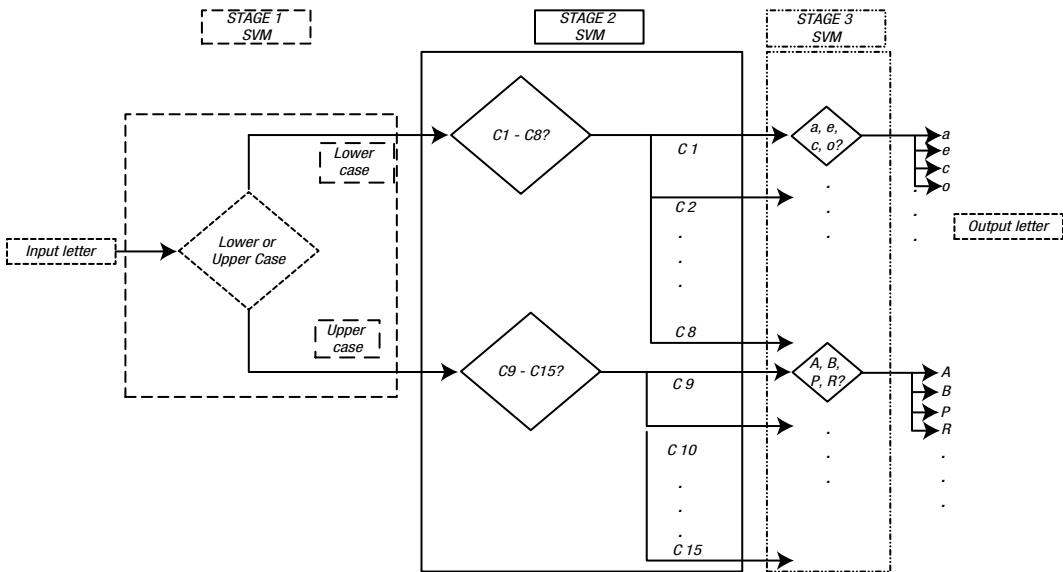 STAGE 1
SVM
STAGE 2
SVM
STAGE 3
SVM
Input letter
Lower or
Upper Case
Lower
case
Upper
case
C1 - C8?
C 1
C 2
.
.
.
C 8
C9 - C15?
C 9
C 10
.
.
.
C 15
a, e,
c, o?
.
.
.
A, B,
P, R?
.
.
.
a
e
c
o
.
.
.
Output letter
A
B
P
R
.
.
.